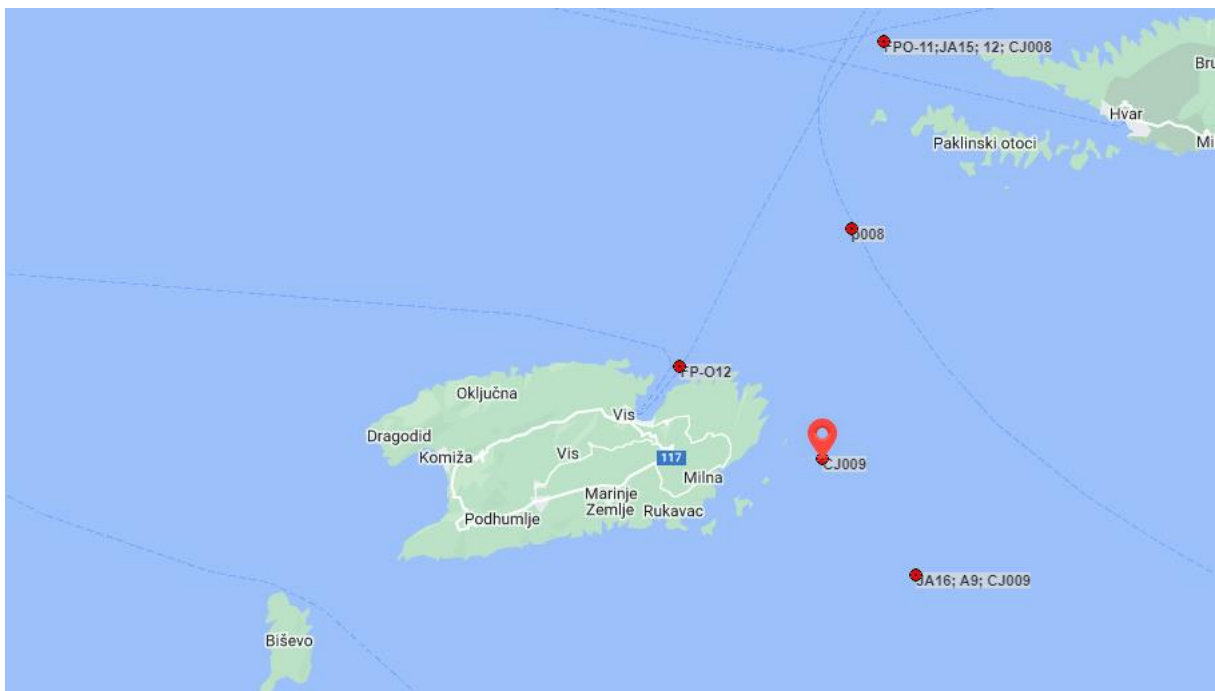 FPO-11;JA15; 12; CJ008
Bru
Hvar
Paklinski otoci
Mi
p008
FP-O12
Oključna
Vis
Dragodid
Komiža
Vis
117
CJ009
Milna
Marinje
Zemlje
Podhumlje
Rukavac
JA16; A9; CJ009
Biševo